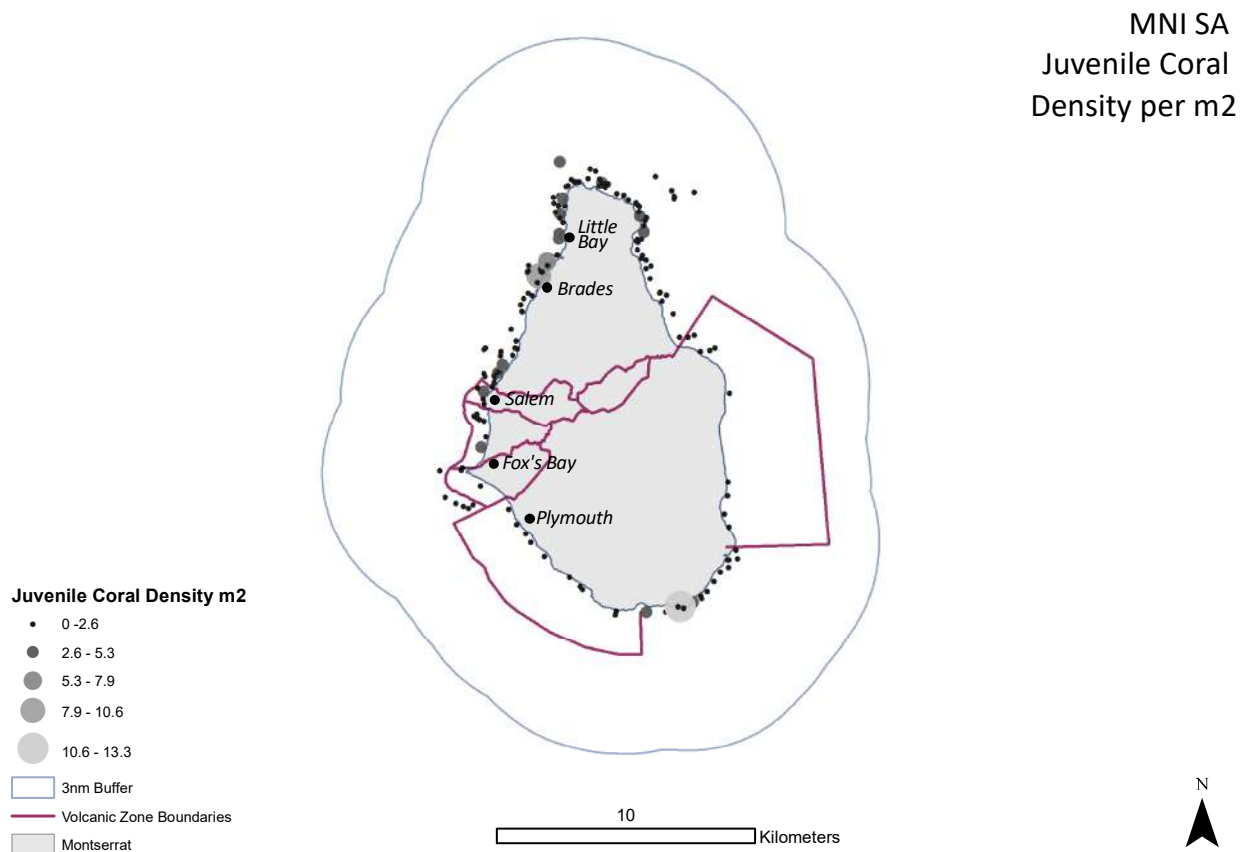 MNI SA
Juvenile Coral
Density per m2
Little
Bay
Brades
Salem
Fox's Bay
Plymouth
Juvenile Coral Density m2
0 -2.6
2.6 - 5.3
5.3 - 7.9
7.9 - 10.6
10.6 - 13.3
3nm Buffer
Volcanic Zone Boundaries
Montserrat
10
Kilometers
N